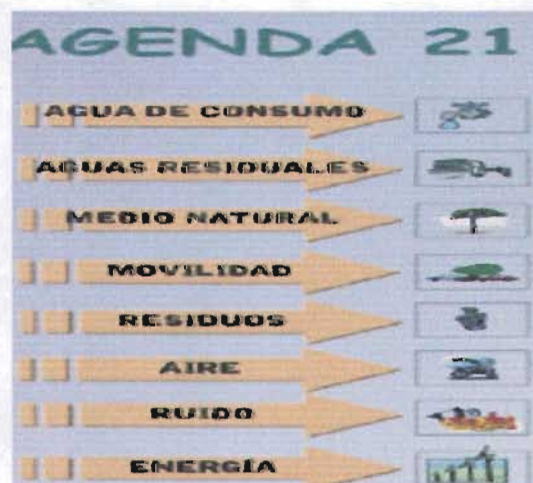 AGENDA 21
AGUA DE CONSUMO
AGUAS RESIDUALES
MEDIO NATURAL
MOVILIDAD
RESIDUOS
AIRE
RUIDO
ENERGÍA